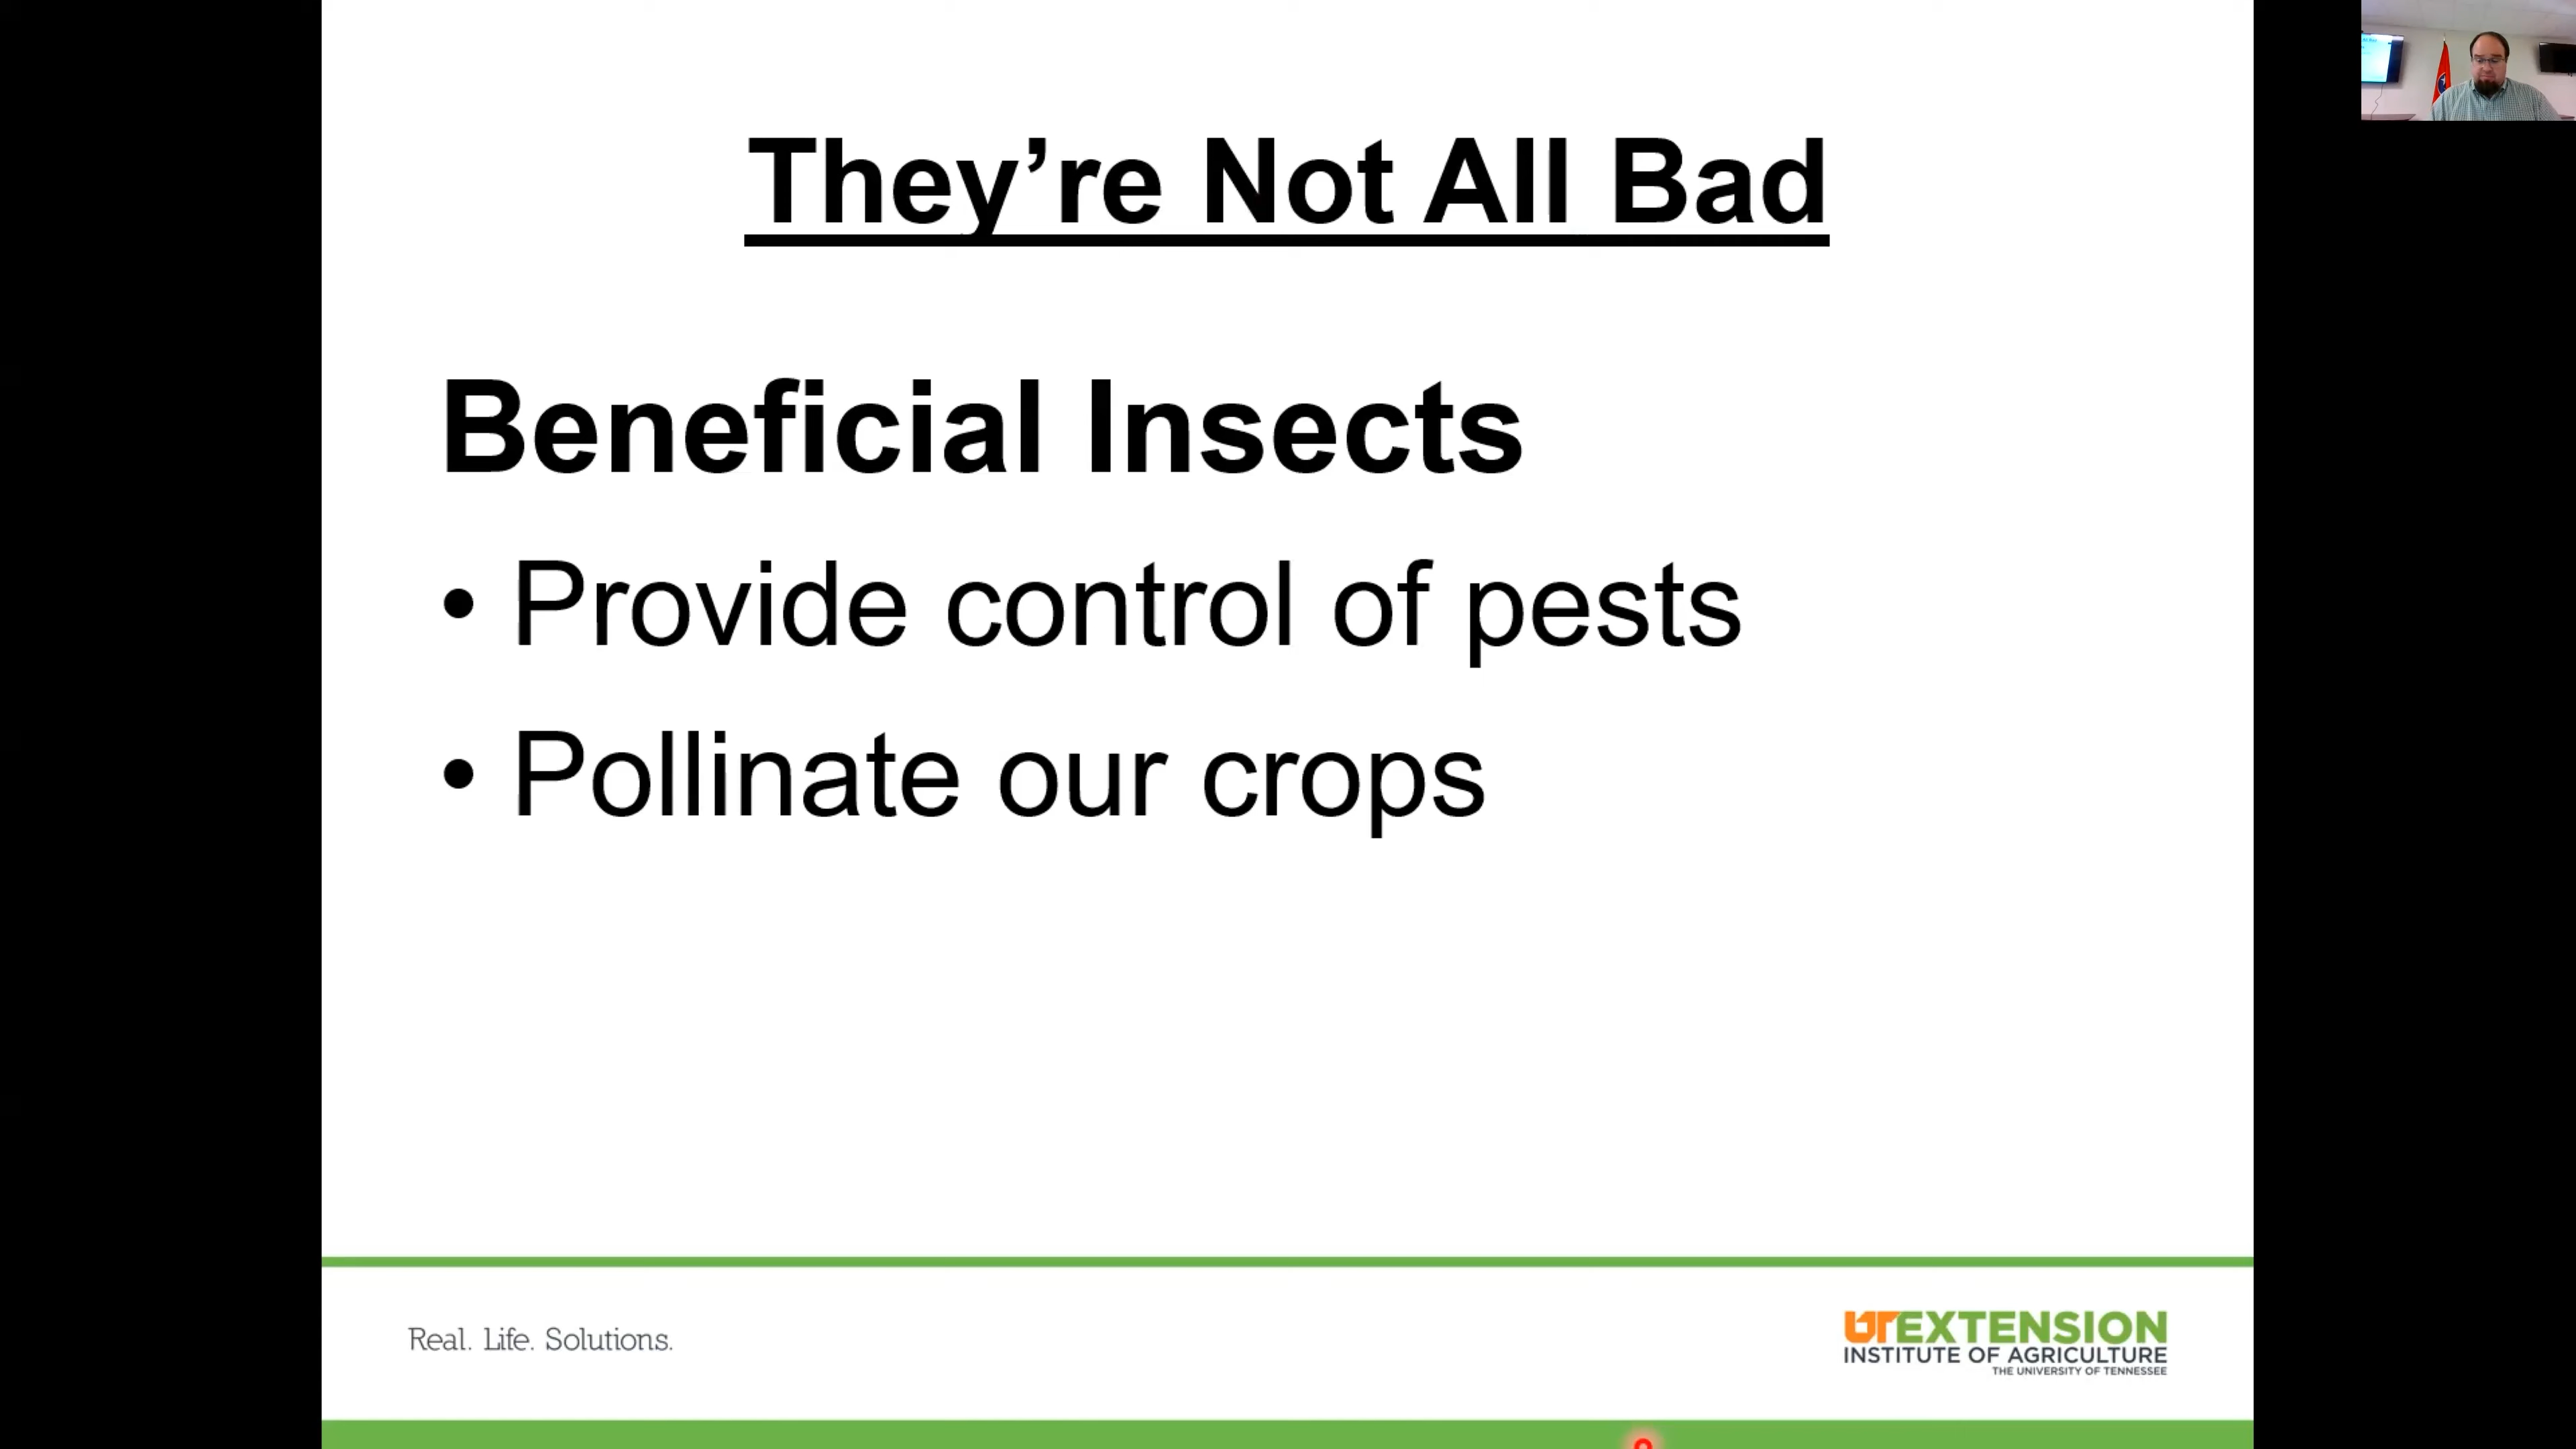 They’re Not All Bad
Beneficial Insects
• Provide control of pests
• Pollinate our crops
Real. Life. Solutions.
UTEXTENSION
INSTITUTE OF AGRICULTURE
THE UNIVERSITY OF TENNESSEE